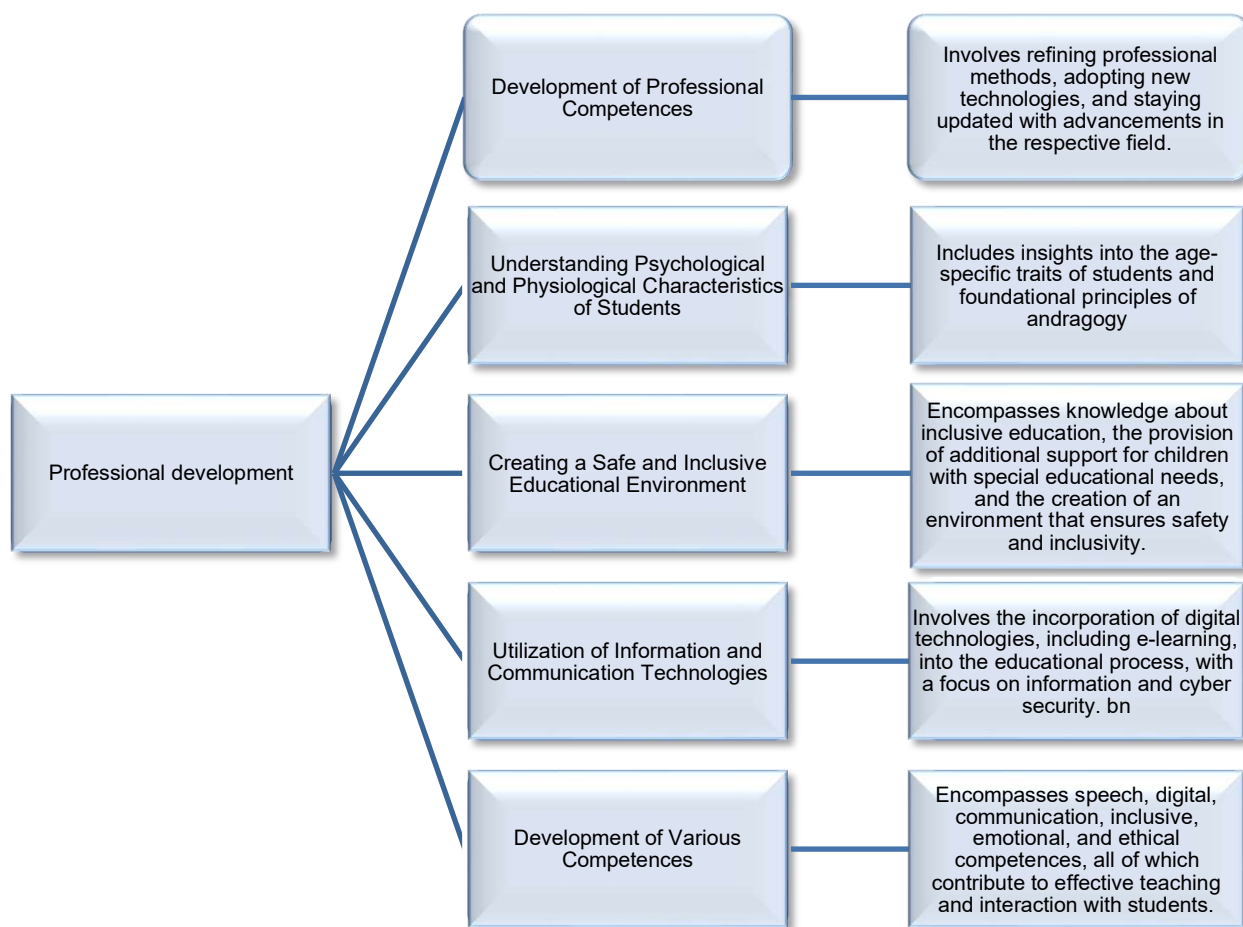 Professional development
Development of Professional
Competences
Involves refining professional
methods, adopting new
technologies, and staying
updated with advancements in
the respective field.
Understanding Psychological
and Physiological Characteristics
of Students
Includes insights into the age-
specific traits of students and
foundational principles of
andragogy
Creating a Safe and Inclusive
Educational Environment
Encompasses knowledge about
inclusive education, the provision
of additional support for children
with special educational needs,
and the creation of an
environment that ensures safety
and inclusivity.
Utilization of Information and
Communication Technologies
Involves the incorporation of digital
technologies, including e-learning,
into the educational process, with
a focus on information and cyber
security. bn
Development of Various
Competences
Encompasses speech, digital,
communication, inclusive,
emotional, and ethical
competences, all of which
contribute to effective teaching
and interaction with students.